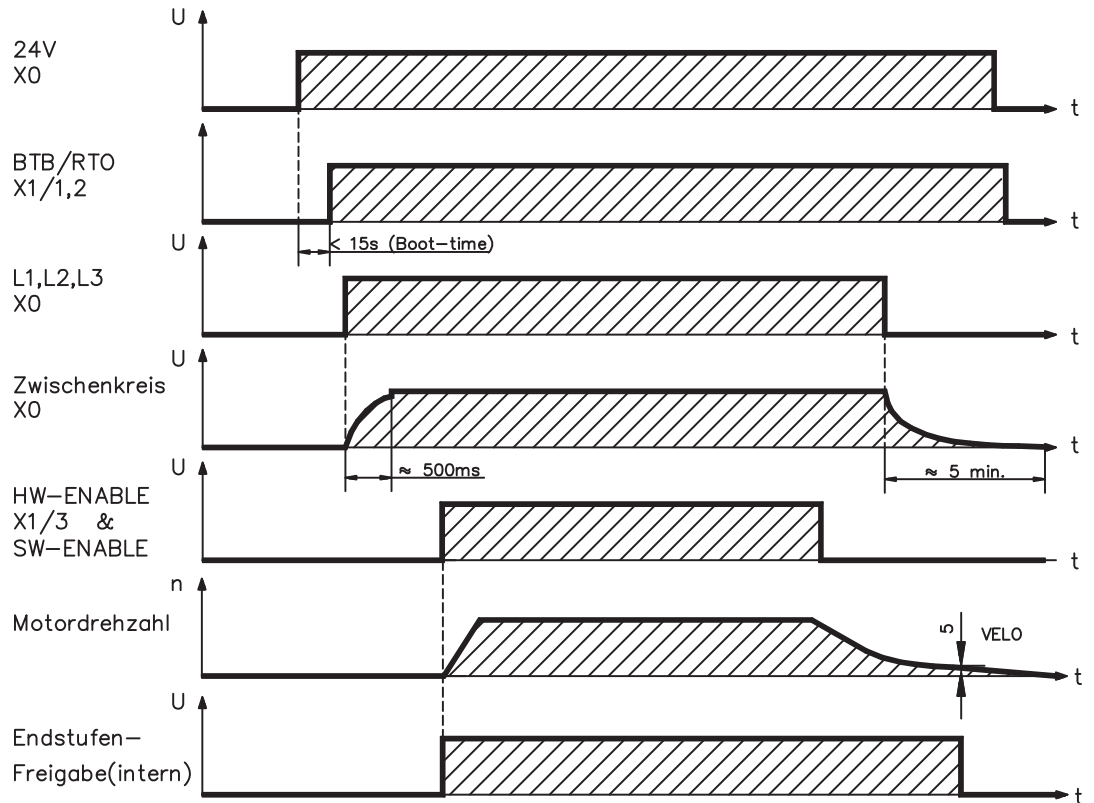 U
24V
X0
t
BTB/RTO
X1/1,2
t
< 15s (Boot-time)
U
L1,L2,L3
X0
t
U
Zwischenkreis
X0
t
≈ 500ms
≈ 5 min.
U
HW-ENABLE
X1/3 &
SW-ENABLE
t
n
Motordrehzahl
5
VELO
t
U
Endstufen-
Freigabe(intern)
t